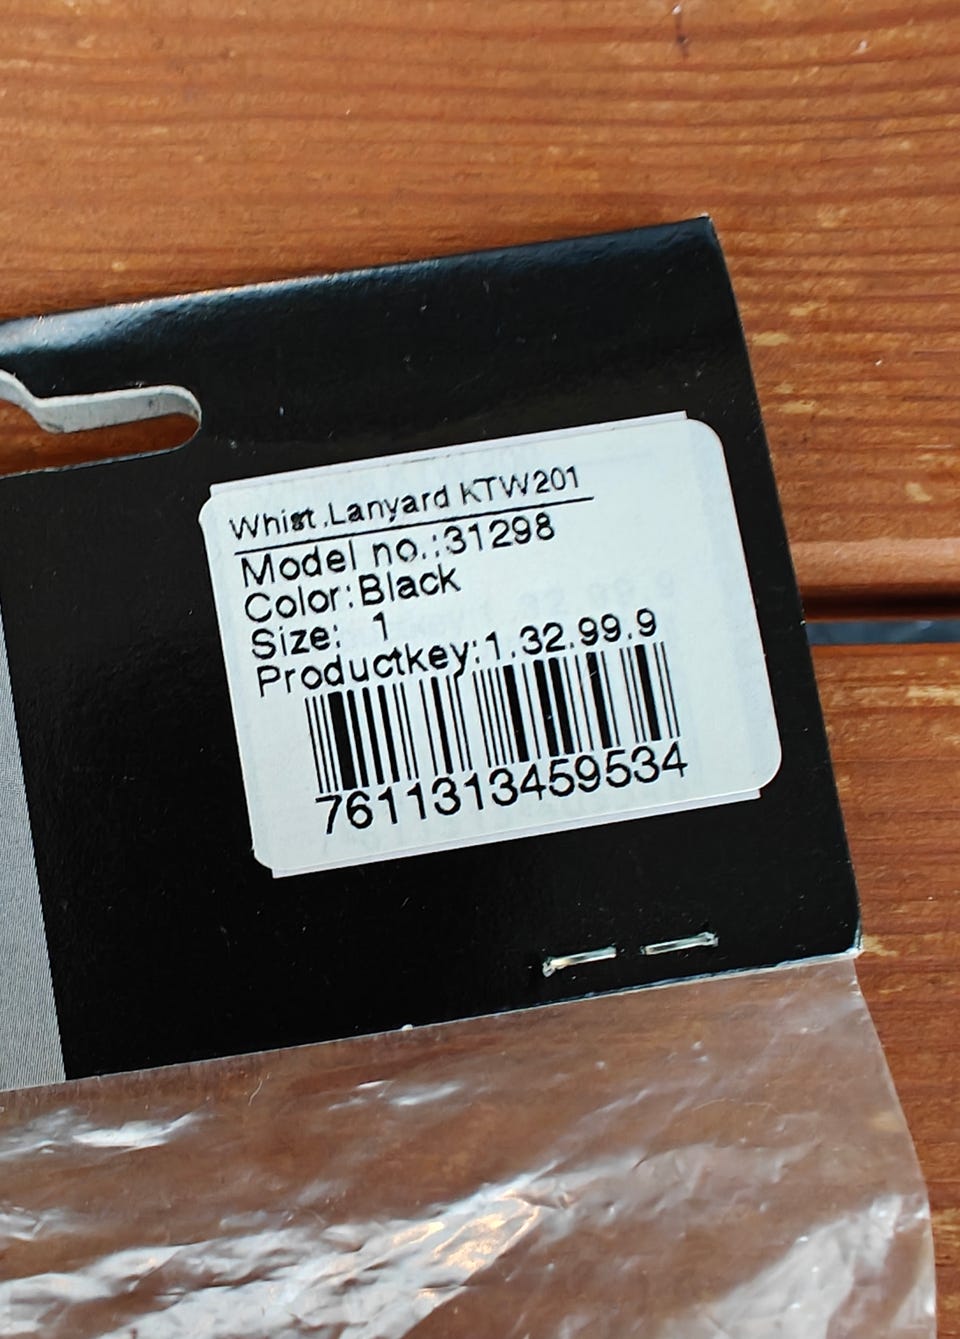 Whist.Lanyard KTW201
Model no.:31298
Color:Black
Size: 1
Productkey:1.32.99.9
7611313459534